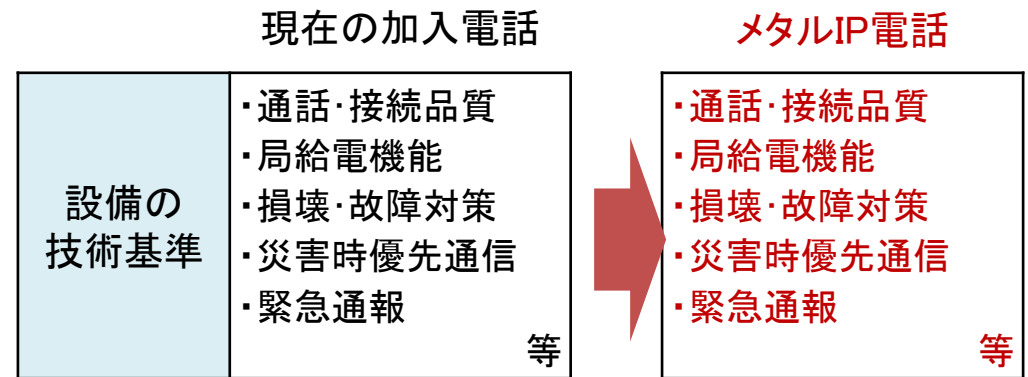 現在の加入電話
メタルIP電話
設備の
技術基準
・通話・接続品質
・局給電機能
・損壊・故障対策
・災害時優先通信
・緊急通報
等
・通話・接続品質
・局給電機能
・損壊・故障対策
・災害時優先通信
・緊急通報
等